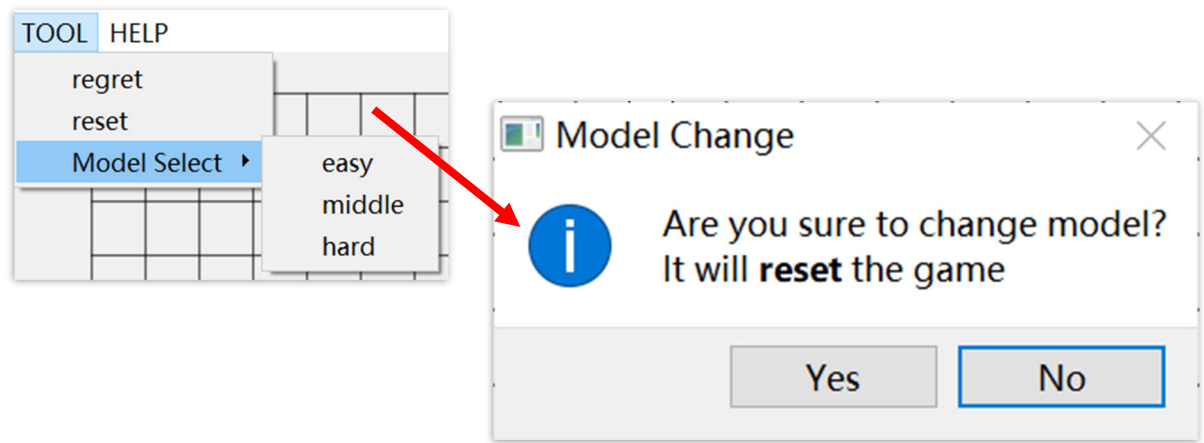 TOOL HELP
regret
reset
Model Select
easy
middle
hard
Model Change
Are you sure to change model?
It will reset the game
Yes No